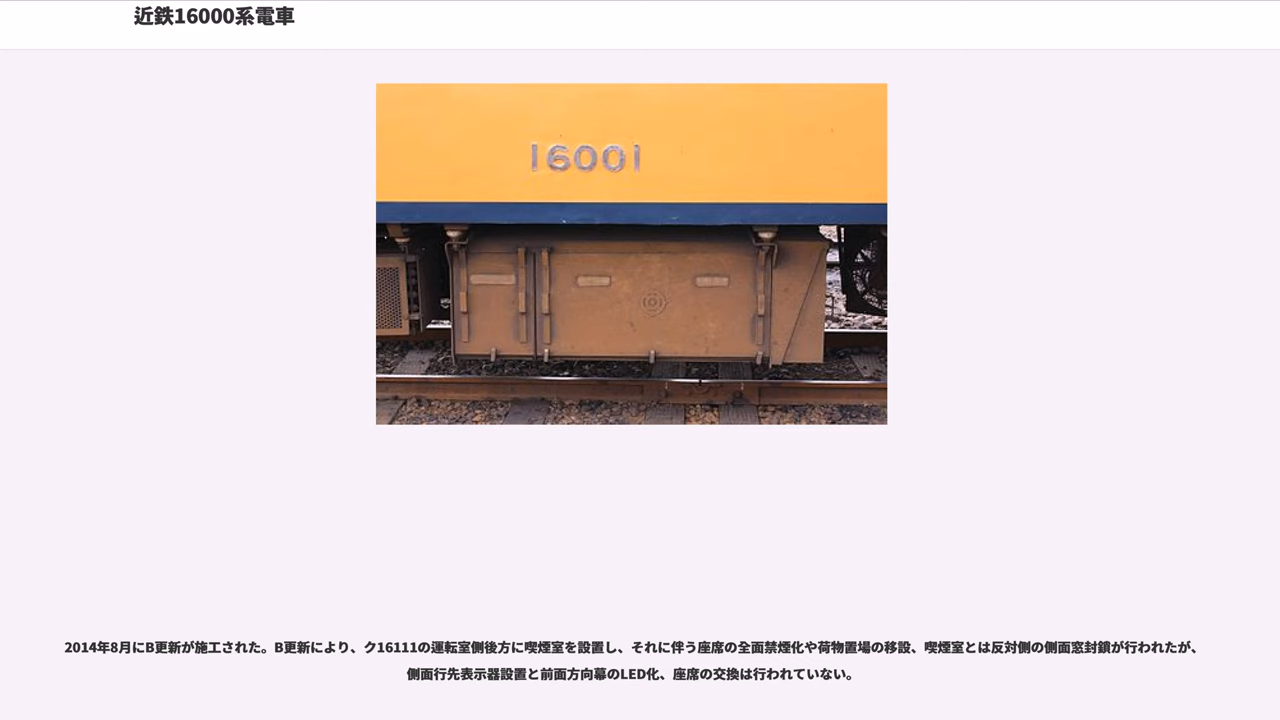 近鉄16000系電車
16001
2014年8月にB更新が施工された。B更新により、ク16111の運転室側後方に喫煙室を設置し、それに伴う座席の全面禁煙化や荷物置場の移設、喫煙室とは反対側の側面窓封鎖が行われたが、
側面行先表示器設置と前面方向幕のLED化、座席の交換は行われていない。